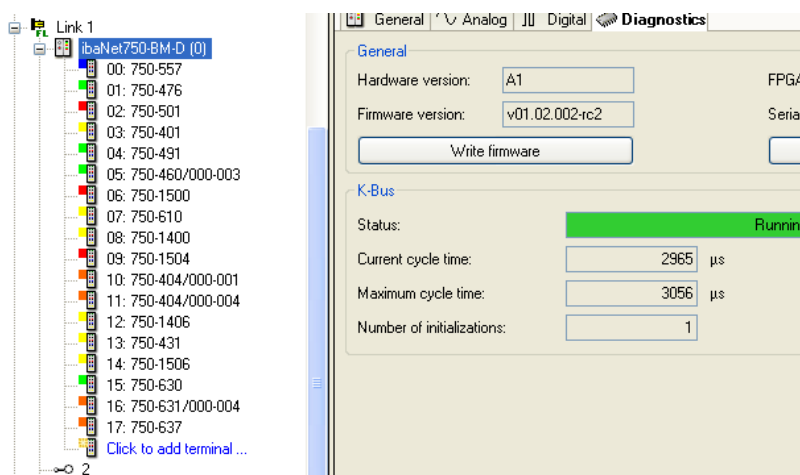 Link 1
FL
ibaNet750-BM-D (0)
00: 750-557
01: 750-476
02: 750-501
03: 750-401
04: 750-491
05: 750-460/000-003
06: 750-1500
07: 750-610
08: 750-1400
09: 750-1504
10: 750-404/000-001
11: 750-404/000-004
12: 750-1406
13: 750-431
14: 750-1506
15: 750-630
16: 750-631/000-004
17: 750-637
Click to add terminal ...
2
General Analog Digital Diagnostics
General
Hardware version: A1 FPGA
Firmware version: v01.02.002-rc2 Seria
Write firmware
K-Bus
Status: Runnin
Current cycle time: 2965 µs
Maximum cycle time: 3056 µs
Number of initializations: 1